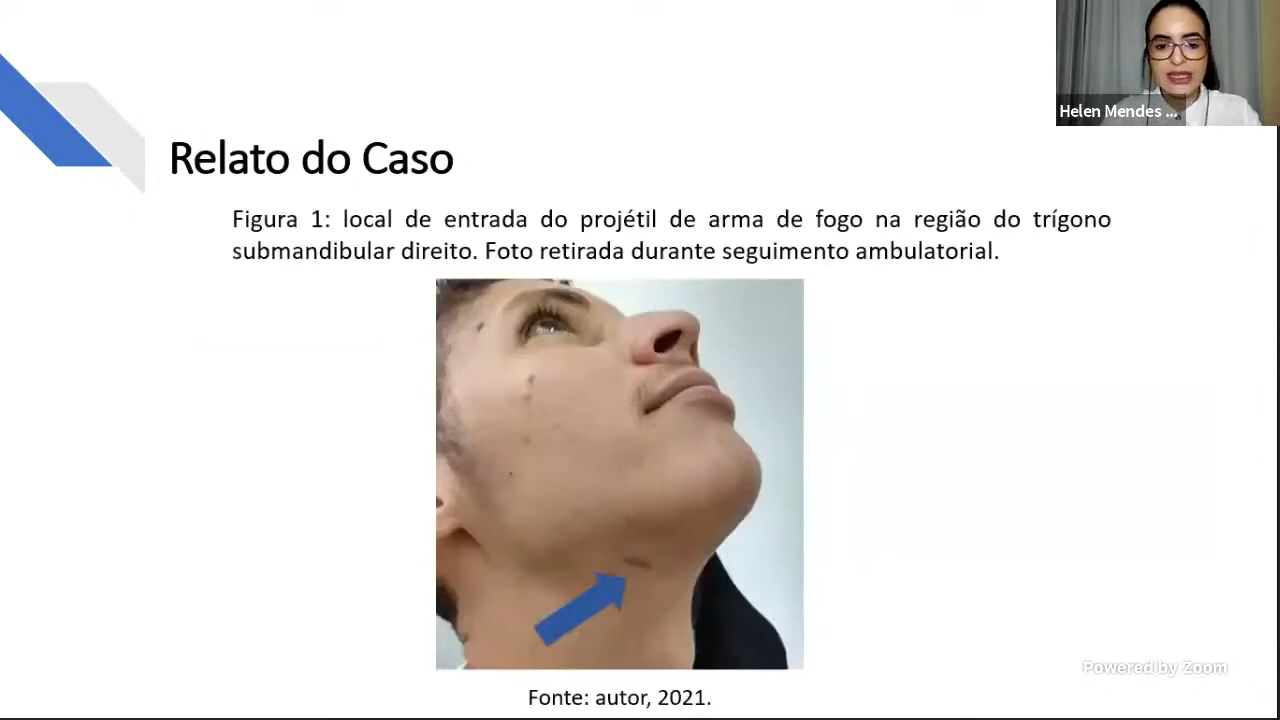 Helen Mendes ...
Relato do Caso
Figura 1: local de entrada do projétil de arma de fogo na região do trígono
submandibular direito. Foto retirada durante seguimento ambulatorial.
Powered by Zoom
Fonte: autor, 2021.